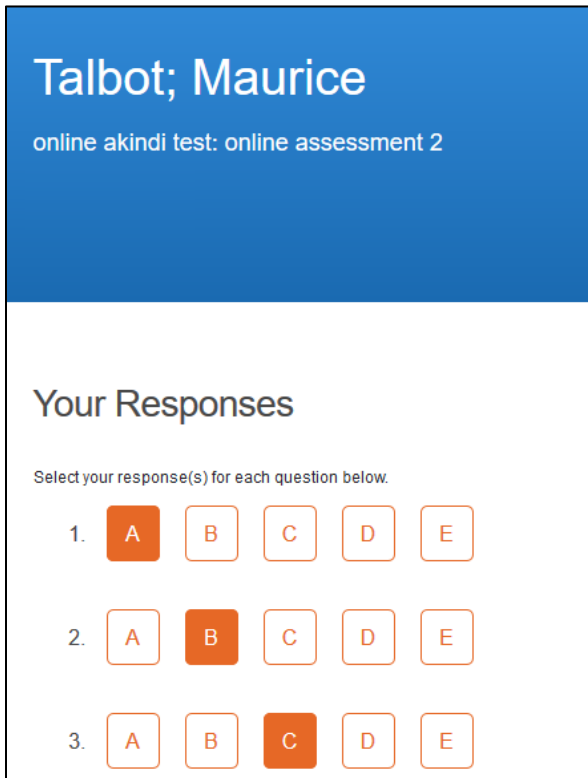 Talbot; Maurice
online akindi test: online assessment 2
Your Responses
Select your response(s) for each question below.
1. A B C D E
2. A B C D E
3. A B C D E